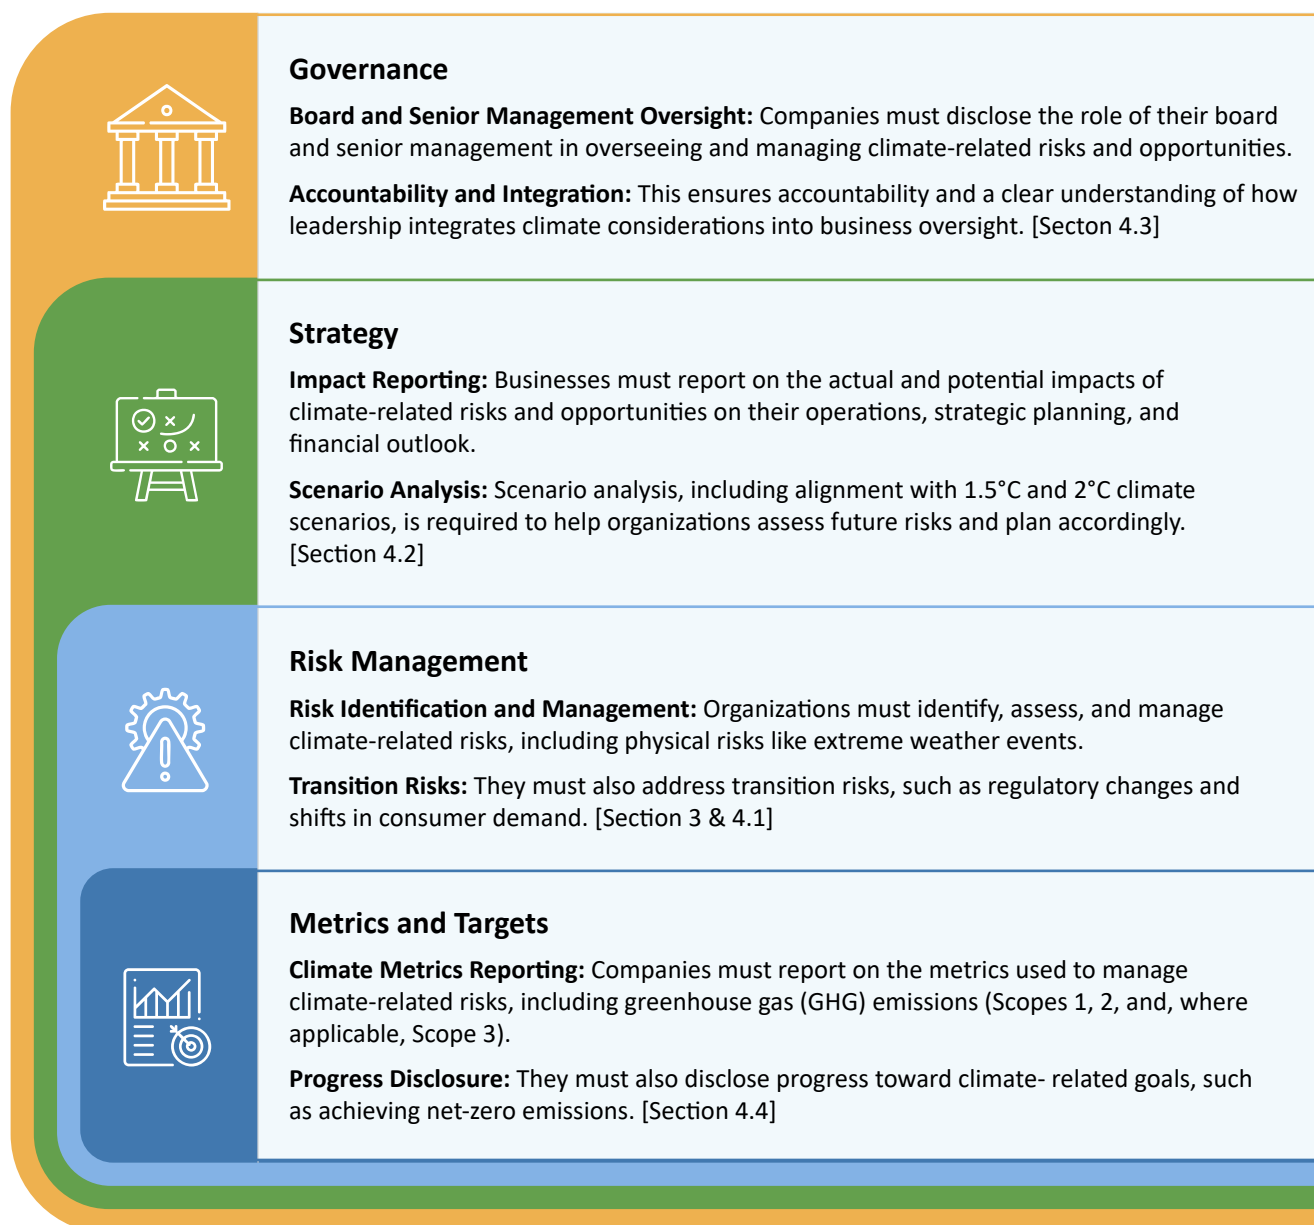 Governance
Board and Senior Management Oversight: Companies must disclose the role of their board
and senior management in overseeing and managing climate-related risks and opportunities.
Accountability and Integration: This ensures accountability and a clear understanding of how
leadership integrates climate considerations into business oversight. [Secton 4.3]
Strategy
Impact Reporting: Businesses must report on the actual and potential impacts of
climate-related risks and opportunities on their operations, strategic planning, and
financial outlook.
Scenario Analysis: Scenario analysis, including alignment with 1.5°C and 2°C climate
scenarios, is required to help organizations assess future risks and plan accordingly.
[Section 4.2]
Risk Management
Risk Identification and Management: Organizations must identify, assess, and manage
climate-related risks, including physical risks like extreme weather events.
Transition Risks: They must also address transition risks, such as regulatory changes and
shifts in consumer demand. [Section 3 & 4.1]
Metrics and Targets
Climate Metrics Reporting: Companies must report on the metrics used to manage
climate-related risks, including greenhouse gas (GHG) emissions (Scopes 1, 2, and, where
applicable, Scope 3).
Progress Disclosure: They must also disclose progress toward climate- related goals, such
as achieving net-zero emissions. [Section 4.4]